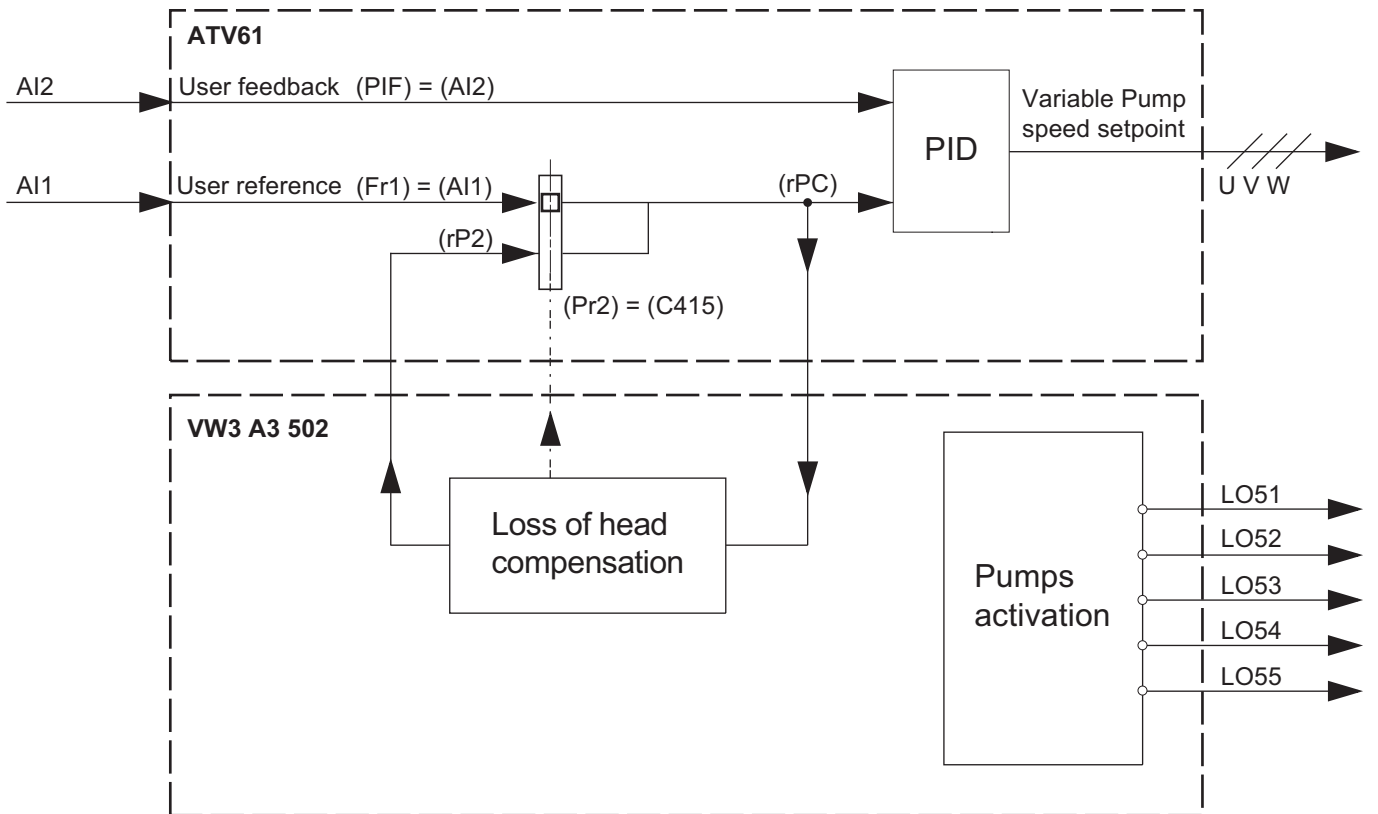 ATV61
AI2
User feedback (PIF) = (AI2)
Variable Pump
speed setpoint
PID
AI1
User reference (Fr1) = (AI1)
(rPC)
U V W
(rP2)
(Pr2) = (C415)
VW3 A3 502
Loss of head
compensation
Pumps
activation
LO51
LO52
LO53
LO54
LO55